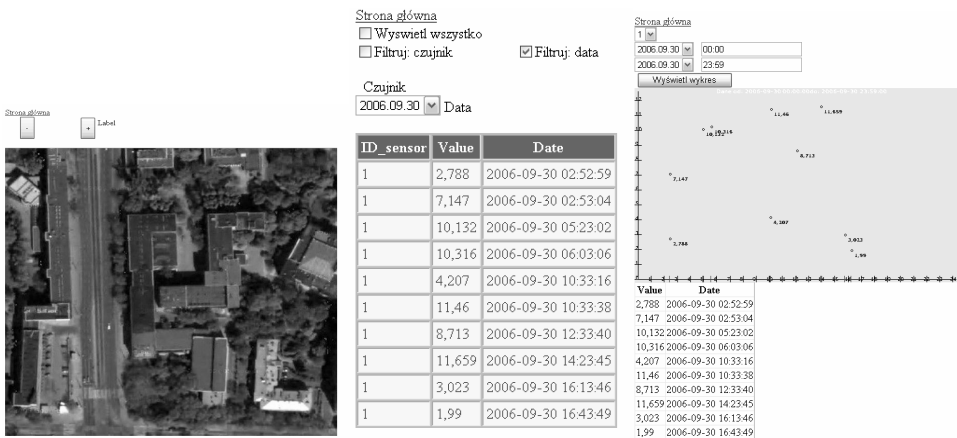 Strona główna
- + Label
Strona główna
Wyswietl wszystko
Filtruj: czujnik Filtruj: data
Czujnik
2006.09.30 Data
ID_sensor Value Date
1 2,788 2006-09-30 02:52:59
1 7,147 2006-09-30 02:53:04
1 10,132 2006-09-30 05:23:02
1 10,316 2006-09-30 06:03:06
1 4,207 2006-09-30 10:33:16
1 11,46 2006-09-30 10:33:38
1 8,713 2006-09-30 12:33:40
1 11,659 2006-09-30 14:23:45
1 3,023 2006-09-30 16:13:46
1 1,99 2006-09-30 16:43:49
Strona główna
1
2006.09.30 00:00
2006.09.30 23:59
Wyświetl wykres
11,46 11,659
10,132 10,316
8,713
7,147
4,207
2,788
3,023
1,99
Value Date
2,788 2006-09-30 02:52:59
7,147 2006-09-30 02:53:04
10,132 2006-09-30 05:23:02
10,316 2006-09-30 06:03:06
4,207 2006-09-30 10:33:16
11,46 2006-09-30 10:33:38
8,713 2006-09-30 12:33:40
11,659 2006-09-30 14:23:45
3,023 2006-09-30 16:13:46
1,99 2006-09-30 16:43:49